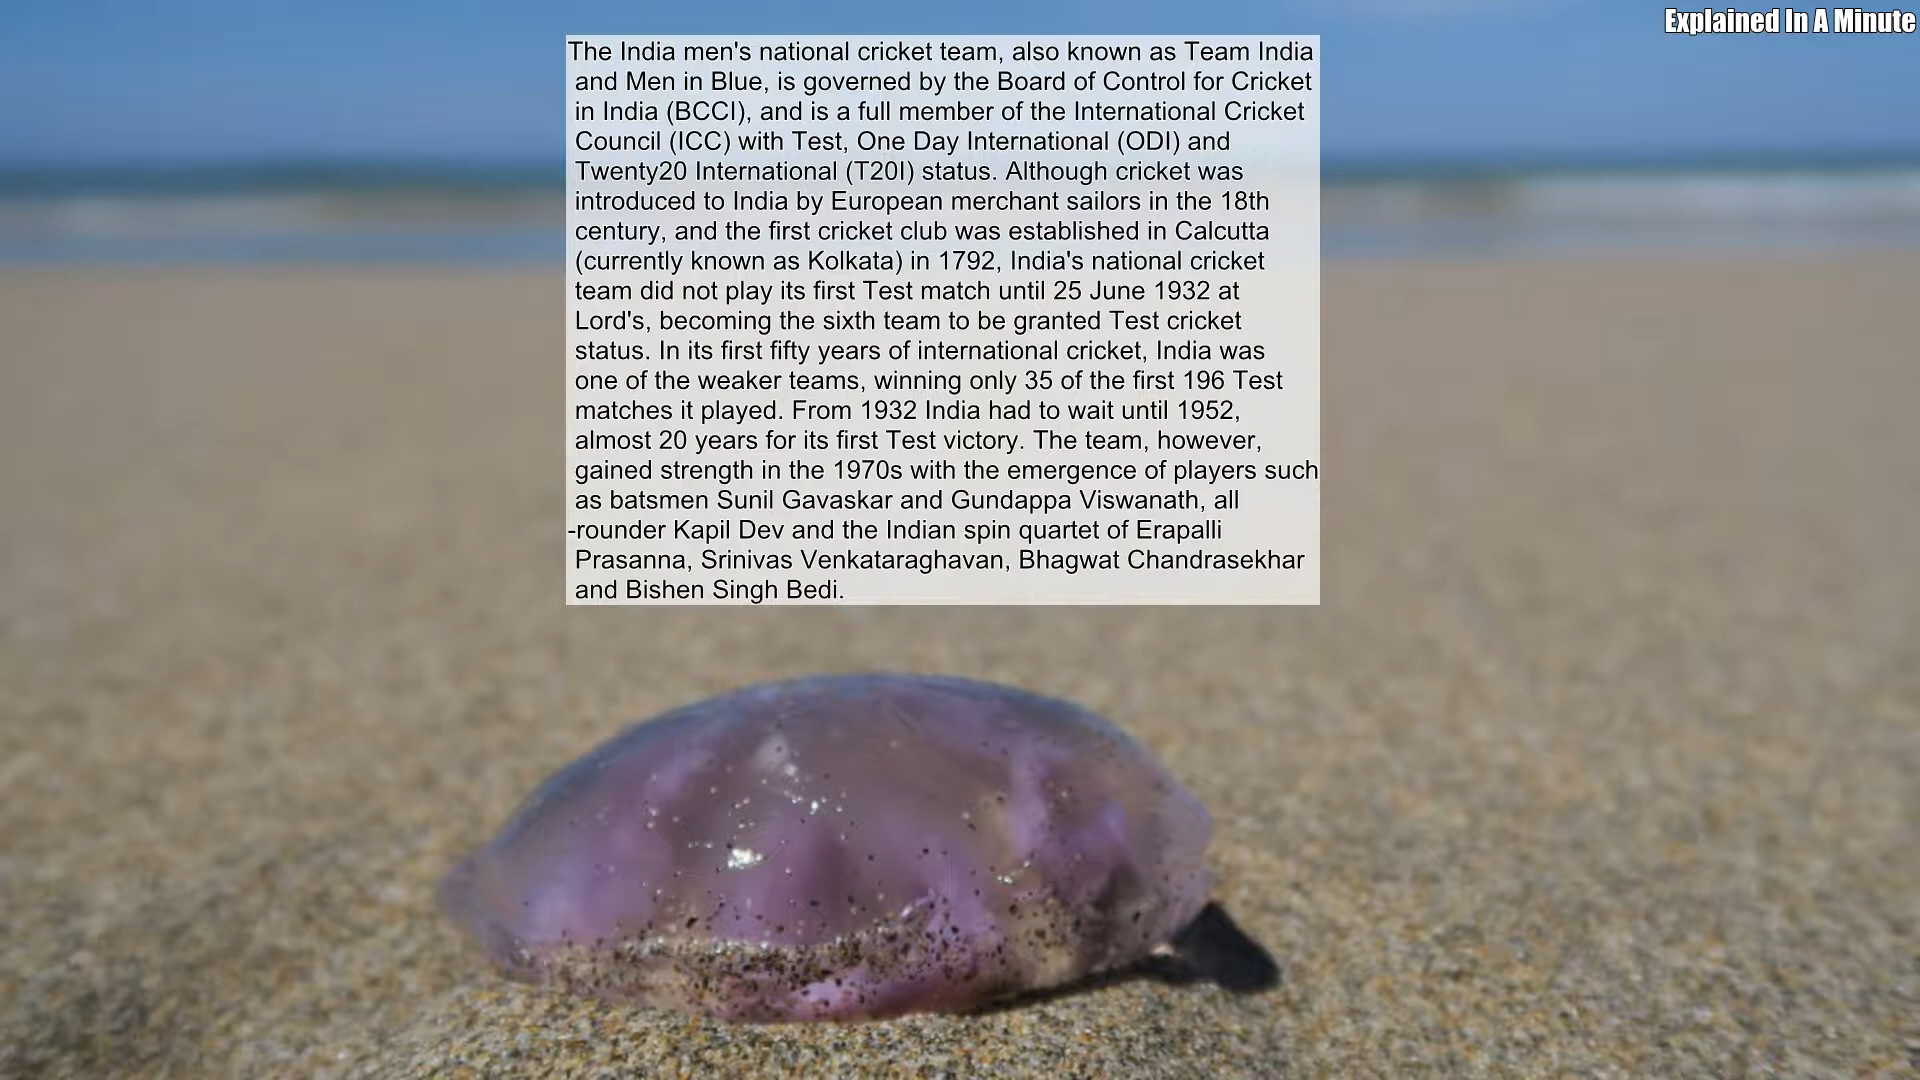 Explained In A Minute
The India men's national cricket team, also known as Team India
and Men in Blue, is governed by the Board of Control for Cricket
in India (BCCI), and is a full member of the International Cricket
Council (ICC) with Test, One Day International (ODI) and
Twenty20 International (T20I) status. Although cricket was
introduced to India by European merchant sailors in the 18th
century, and the first cricket club was established in Calcutta
(currently known as Kolkata) in 1792, India's national cricket
team did not play its first Test match until 25 June 1932 at
Lord's, becoming the sixth team to be granted Test cricket
status. In its first fifty years of international cricket, India was
one of the weaker teams, winning only 35 of the first 196 Test
matches it played. From 1932 India had to wait until 1952,
almost 20 years for its first Test victory. The team, however,
gained strength in the 1970s with the emergence of players such
as batsmen Sunil Gavaskar and Gundappa Viswanath, all
-rounder Kapil Dev and the Indian spin quartet of Erapalli
Prasanna, Srinivas Venkataraghavan, Bhagwat Chandrasekhar
and Bishen Singh Bedi.